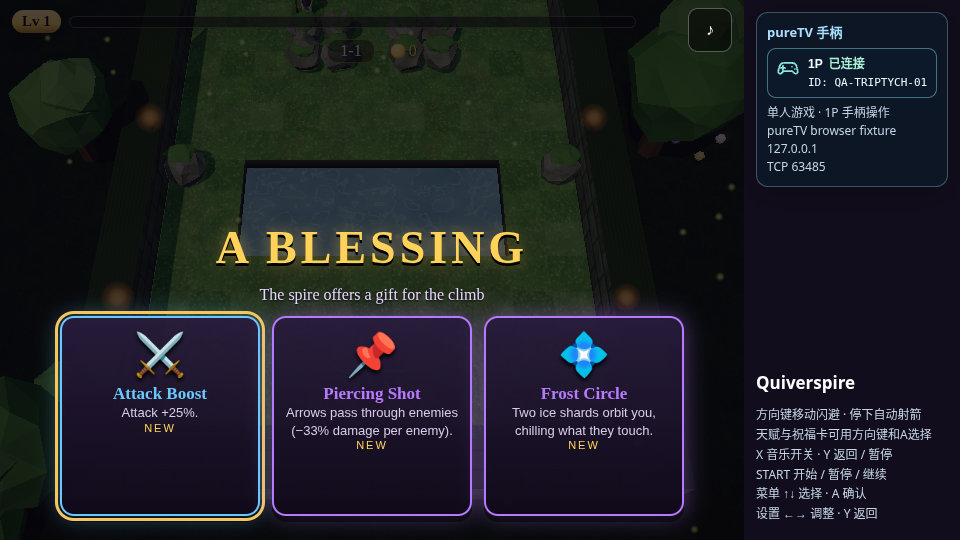 Lv 1
1-1
0
♪
A BLESSING
The spire offers a gift for the climb
Attack Boost
Attack +25%.
NEW
Piercing Shot
Arrows pass through enemies
(−33% damage per enemy).
NEW
Frost Circle
Two ice shards orbit you,
chilling what they touch.
NEW
pureTV 手柄
1P 已连接
ID: QA-TRIPTYCH-01
单人游戏 · 1P 手柄操作
pureTV browser fixture
127.0.0.1
TCP 63485
Quiverspire
方向键移动闪避 · 停下自动射箭
天赋与祝福卡可用方向键和A选择
X 音乐开关 · Y 返回 / 暂停
START 开始 / 暂停 / 继续
菜单 ↑↓ 选择 · A 确认
设置 ←→ 调整 · Y 返回